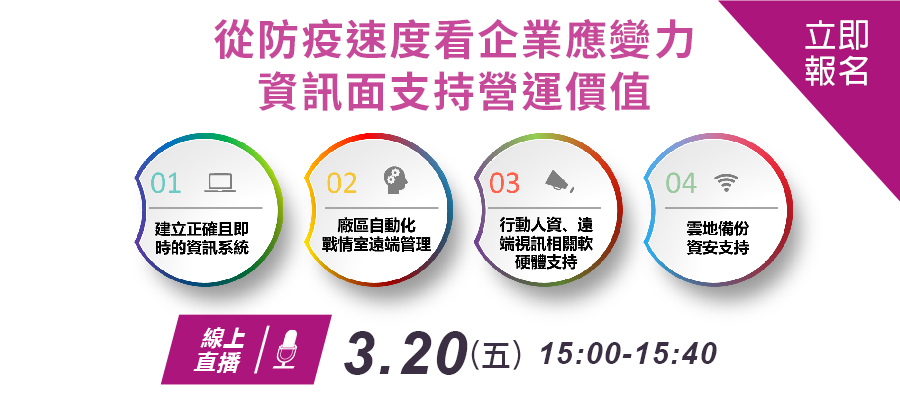 從防疫速度看企業應變力
資訊面支持營運價值
立即
報名
01
建立正確且即
時的資訊系統
02
廠區自動化
戰情室遠端管理
03
行動人資、遠
端視訊相關軟
硬體支持
04
雲地備份
資安支持
線上
直播
3.20(五) 15:00-15:40